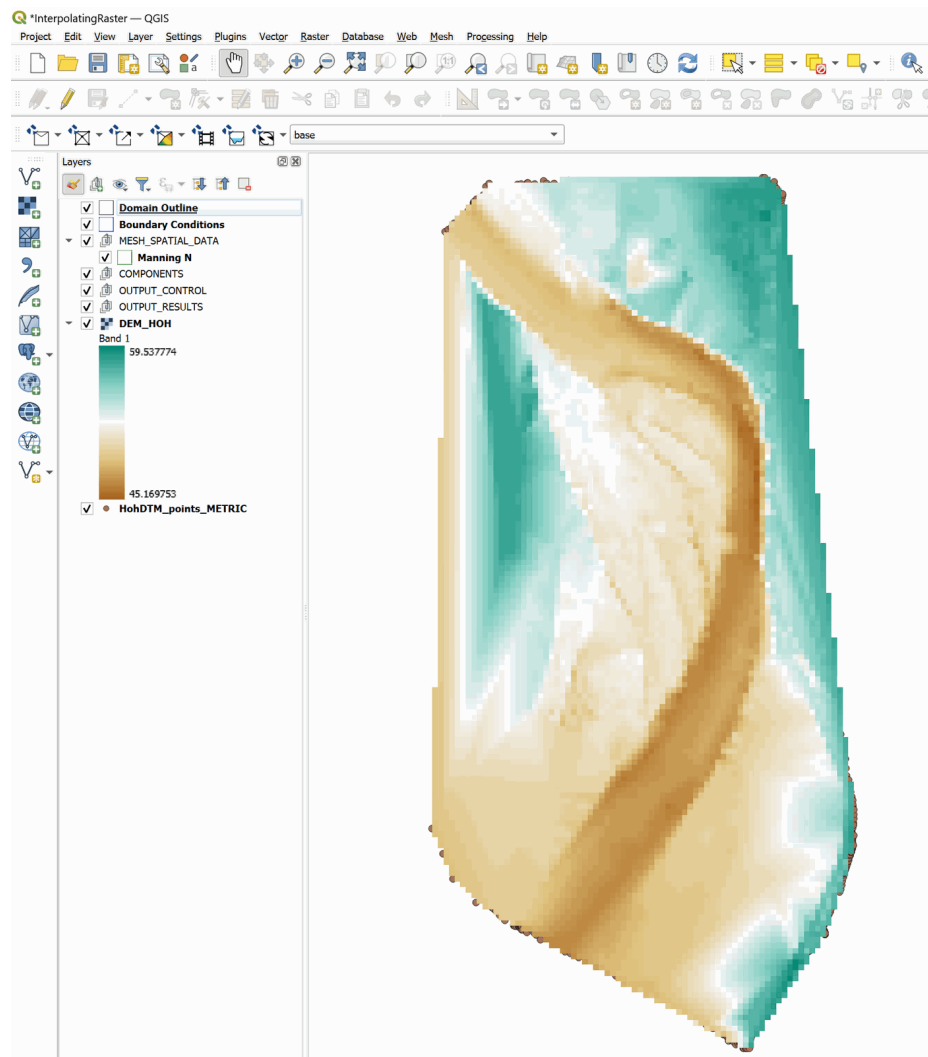 *InterpolatingRaster — QGIS
Project Edit View Layer Settings Plugins Vector Raster Database Web Mesh Processing Help
base
Layers
Domain Outline
Boundary Conditions
MESH_SPATIAL_DATA
Manning N
COMPONENTS
OUTPUT_CONTROL
OUTPUT_RESULTS
DEM_HOH
Band 1
59.537774
45.169753
HohDTM_points_METRIC